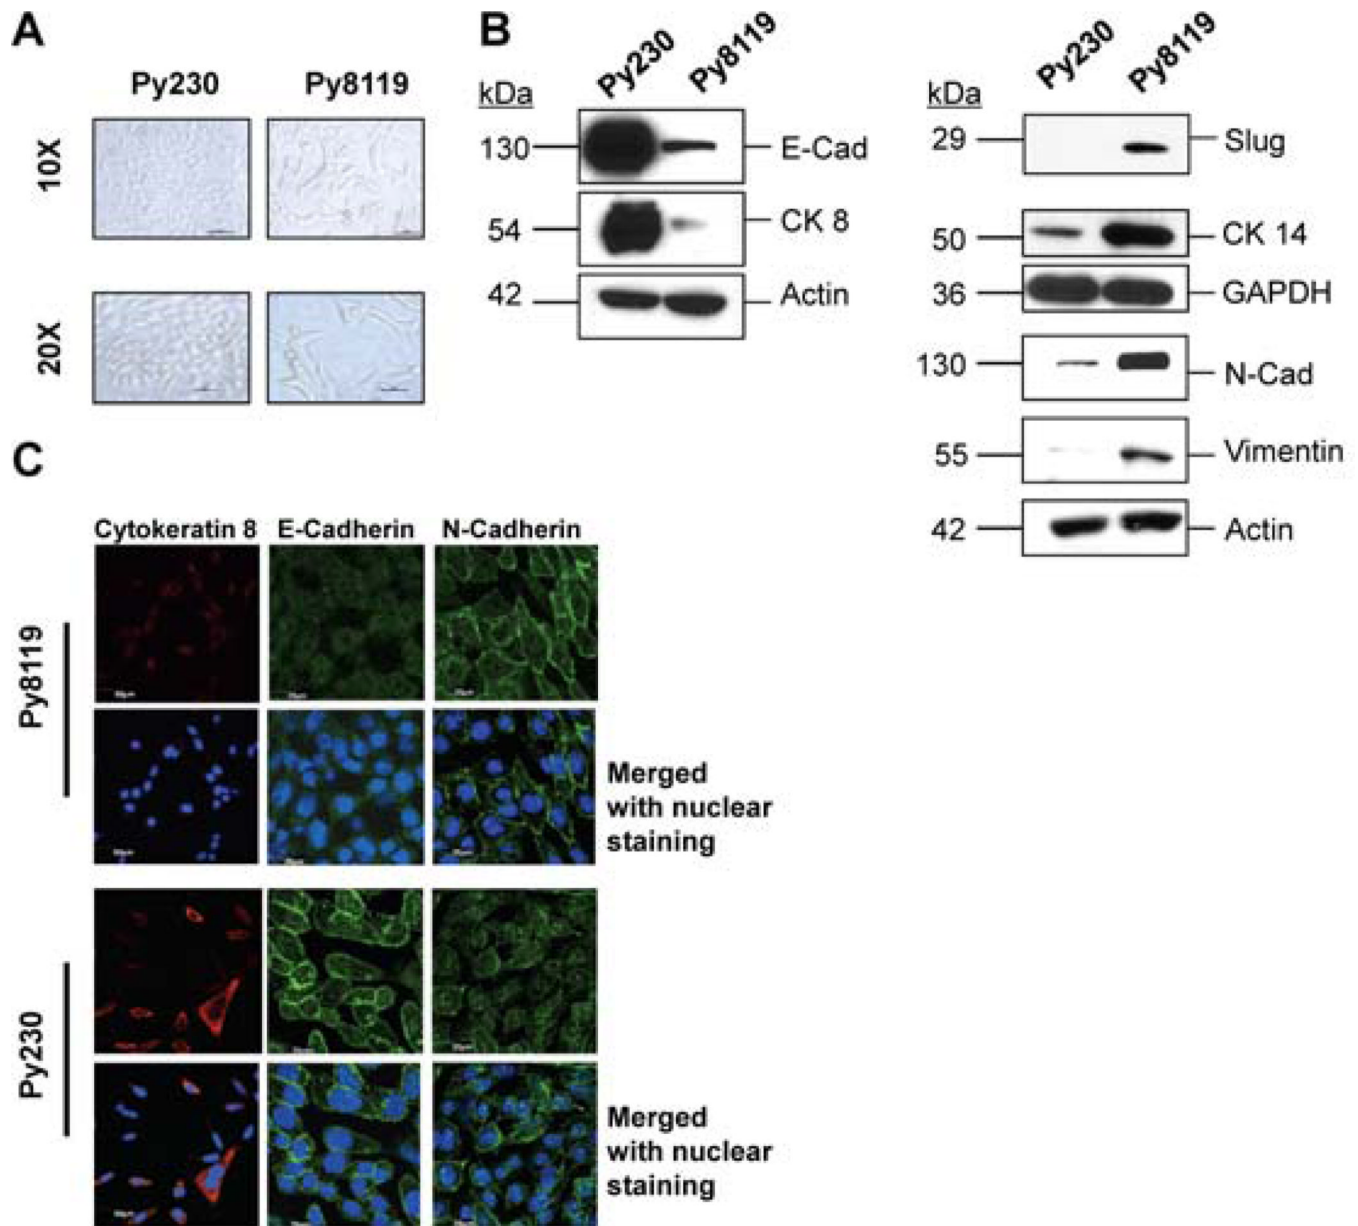 A
Py230
Py8119
10X
20X
B
Py230
Py8119
kDa
130
E-Cad
54
CK 8
42
Actin
Py230
Py8119
kDa
29
Slug
50
CK 14
36
GAPDH
130
N-Cad
55
Vimentin
42
Actin
C
Cytokeratin 8
E-Cadherin
N-Cadherin
Py8119
Merged
with nuclear
staining
Py230
Merged
with nuclear
staining